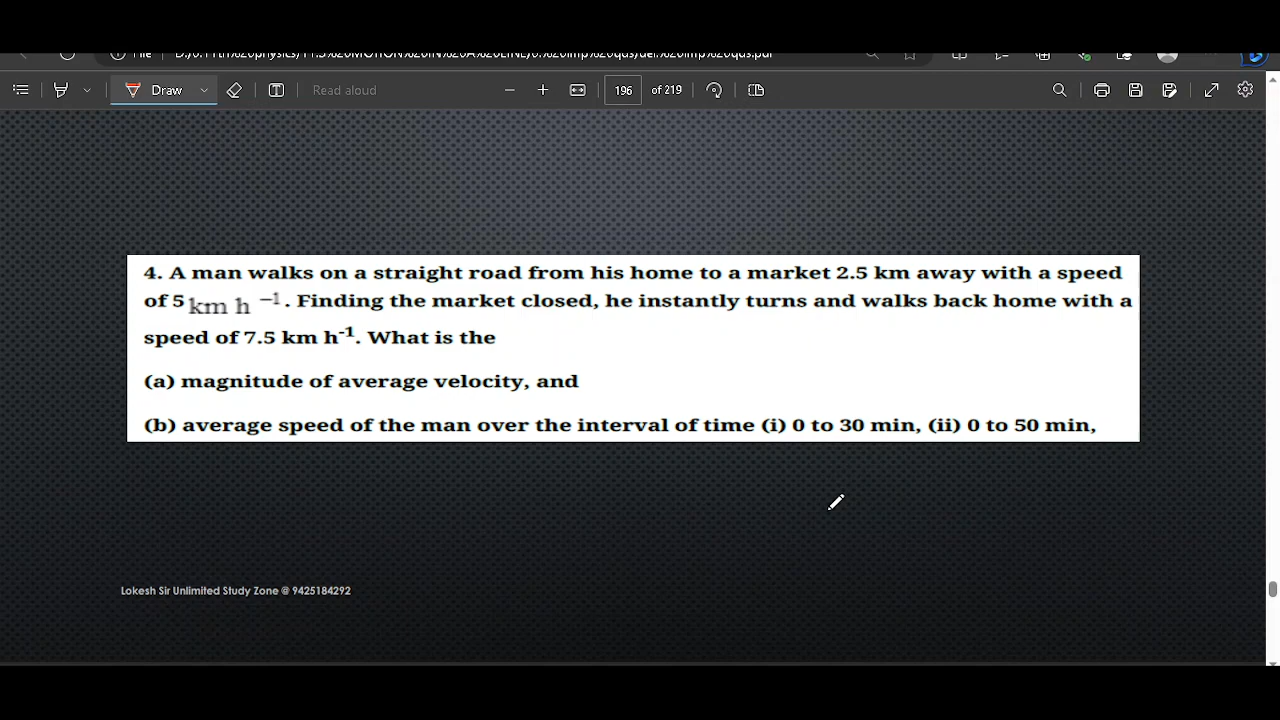 Draw
Read aloud
196 of 219
4. A man walks on a straight road from his home to a market 2.5 km away with a speed
of 5 km h ⁻¹. Finding the market closed, he instantly turns and walks back home with a
speed of 7.5 km h⁻¹. What is the
(a) magnitude of average velocity, and
(b) average speed of the man over the interval of time (i) 0 to 30 min, (ii) 0 to 50 min,
Lokesh Sir Unlimited Study Zone @ 9425184292